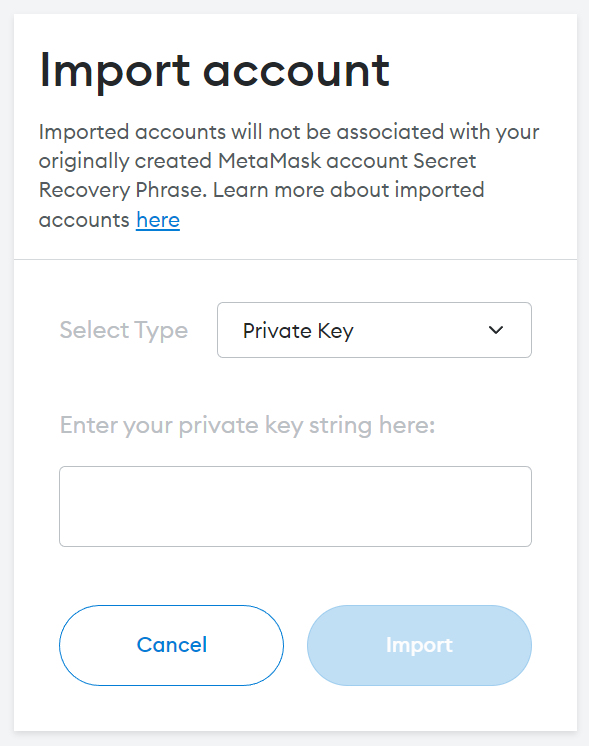 Import account
Imported accounts will not be associated with your
originally created MetaMask account Secret
Recovery Phrase. Learn more about imported
accounts here
Select Type
Private Key
Enter your private key string here:
Cancel
Import